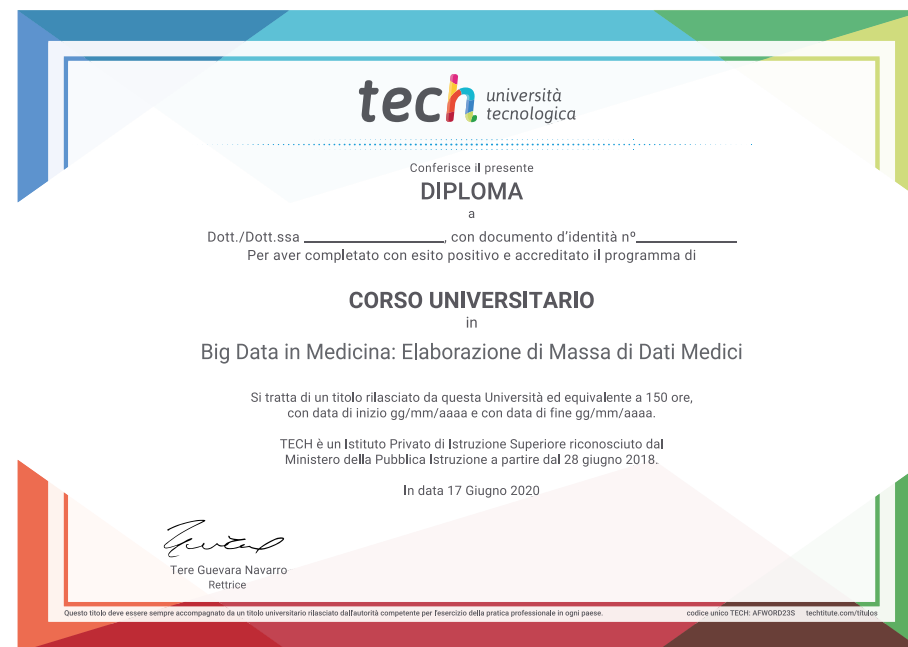 tech università
tecnologica
Conferisce il presente
DIPLOMA
a
Dott./Dott.ssa ____________________, con documento d'identità nº______________
Per aver completato con esito positivo e accreditato il programma di
CORSO UNIVERSITARIO
in
Big Data in Medicina: Elaborazione di Massa di Dati Medici
Si tratta di un titolo rilasciato da questa Università ed equivalente a 150 ore,
con data di inizio gg/mm/aaaa e con data di fine gg/mm/aaaa.
TECH è un Istituto Privato di Istruzione Superiore riconosciuto dal
Ministero della Pubblica Istruzione a partire dal 28 giugno 2018.
In data 17 Giugno 2020
Tere Guevara Navarro
Rettrice
Questo titolo deve essere sempre accompagnato da un titolo universitario rilasciato dall'autorità competente per l'esercizio della pratica professionale in ogni paese. codice unico TECH: AFWORD23S techtitute.com/titulos